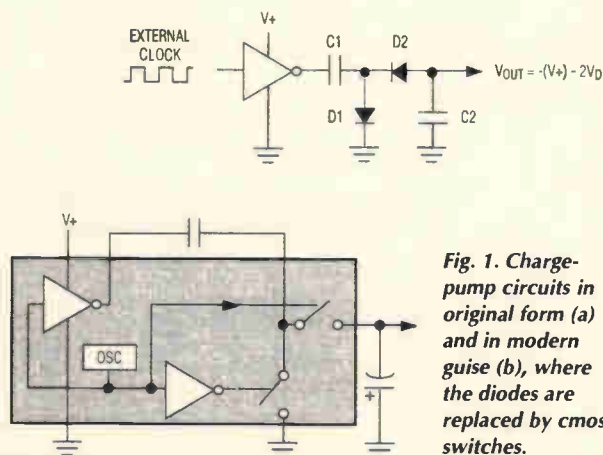 EXTERNAL
CLOCK
V+
C1
D2
VOUT = -(V+) - 2VD
D1
C2
V+
OSC
+
Fig. 1. Charge-
pump circuits in
original form (a)
and in modern
guise (b), where
the diodes are
replaced by cmos
switches.